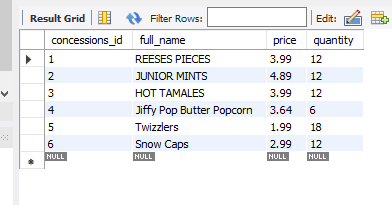 Result Grid Filter Rows: Edit:
concessions_id full_name price quantity
1 REESES PIECES 3.99 12
2 JUNIOR MINTS 4.89 12
3 HOT TAMALES 3.99 12
4 Jiffy Pop Butter Popcorn 3.64 6
5 Twizzlers 1.99 18
6 Snow Caps 2.99 12
NULL NULL NULL NULL